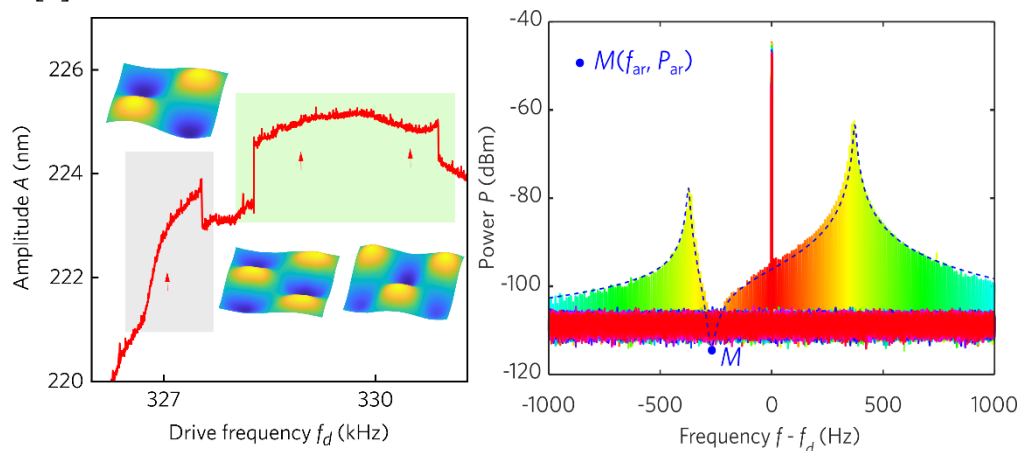 226
224
222
220
327
330
Amplitude A (nm)
Drive frequency f_d (kHz)
-40
-60
-80
-100
-120
-1000
-500
0
500
1000
Power P (dBm)
Frequency f - f_d (Hz)
M(f_ar, P_ar)
M